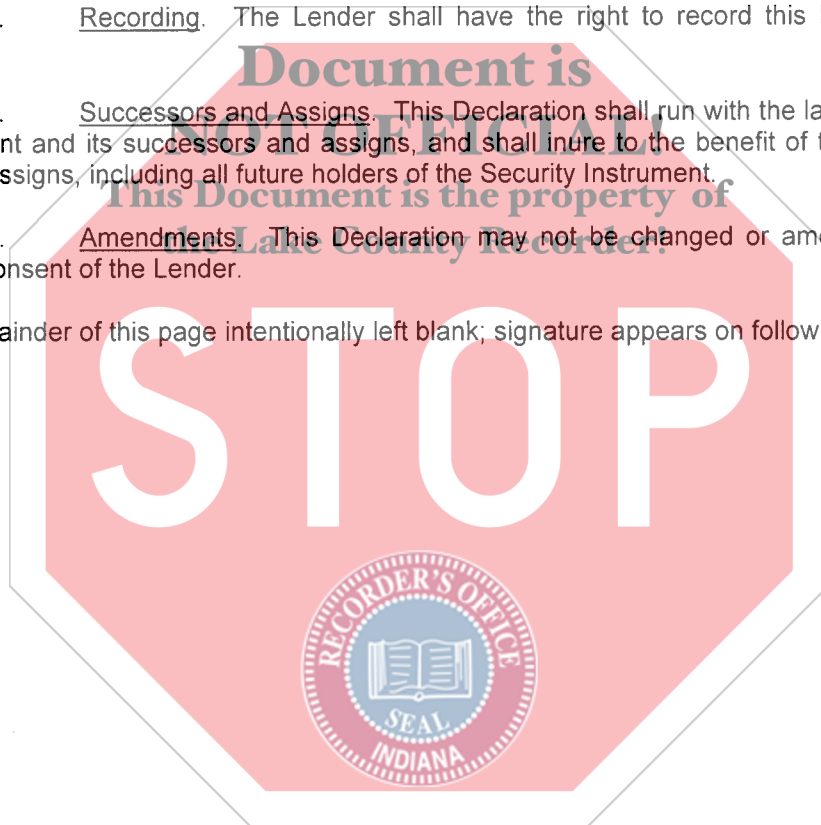 . Recording. The Lender shall have the right to record this
Document is
. Successors and Assigns. This Declaration shall run with the la
NOT OFFICIAL!
nt and its successors and assigns, and shall inure to the benefit of t
ssigns, including all future holders of the Security Instrument.
This Document is the property of
. Amendments. This Declaration may not be changed or ame
the Lake County Recorder!
onsent of the Lender.
ainder of this page intentionally left blank; signature appears on follow
STOP
RECORDER'S OFFICE
SEAL
INDIANA